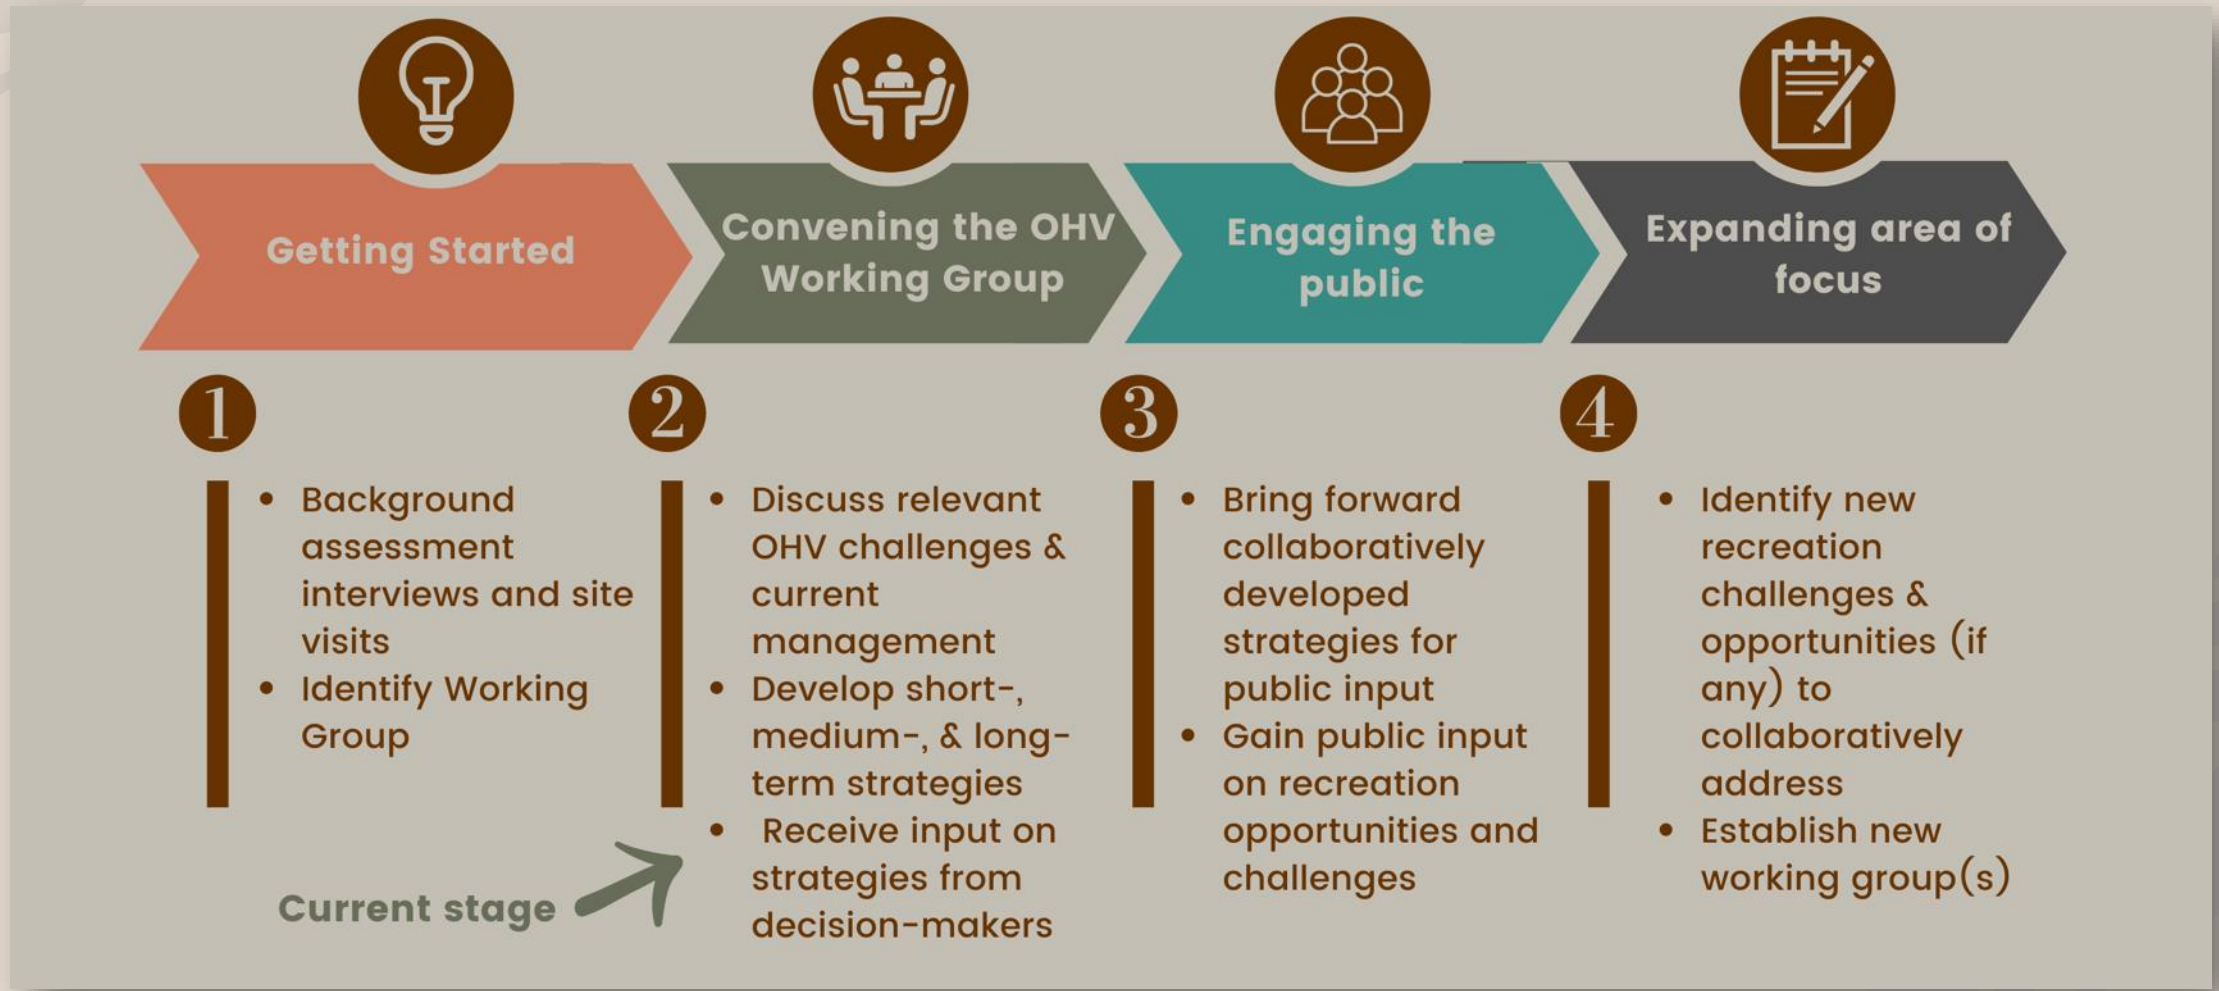 Getting Started
Convening the OHV
Working Group
Engaging the
public
Expanding area of
focus
1
• Background
assessment
interviews and site
visits
• Identify Working
Group
2
• Discuss relevant
OHV challenges &
current
management
• Develop short-,
medium-, & long-
term strategies
• Receive input on
strategies from
decision-makers
Current stage
3
• Bring forward
collaboratively
developed
strategies for
public input
• Gain public input
on recreation
opportunities and
challenges
4
• Identify new
recreation
challenges &
opportunities (if
any) to
collaboratively
address
• Establish new
working group(s)